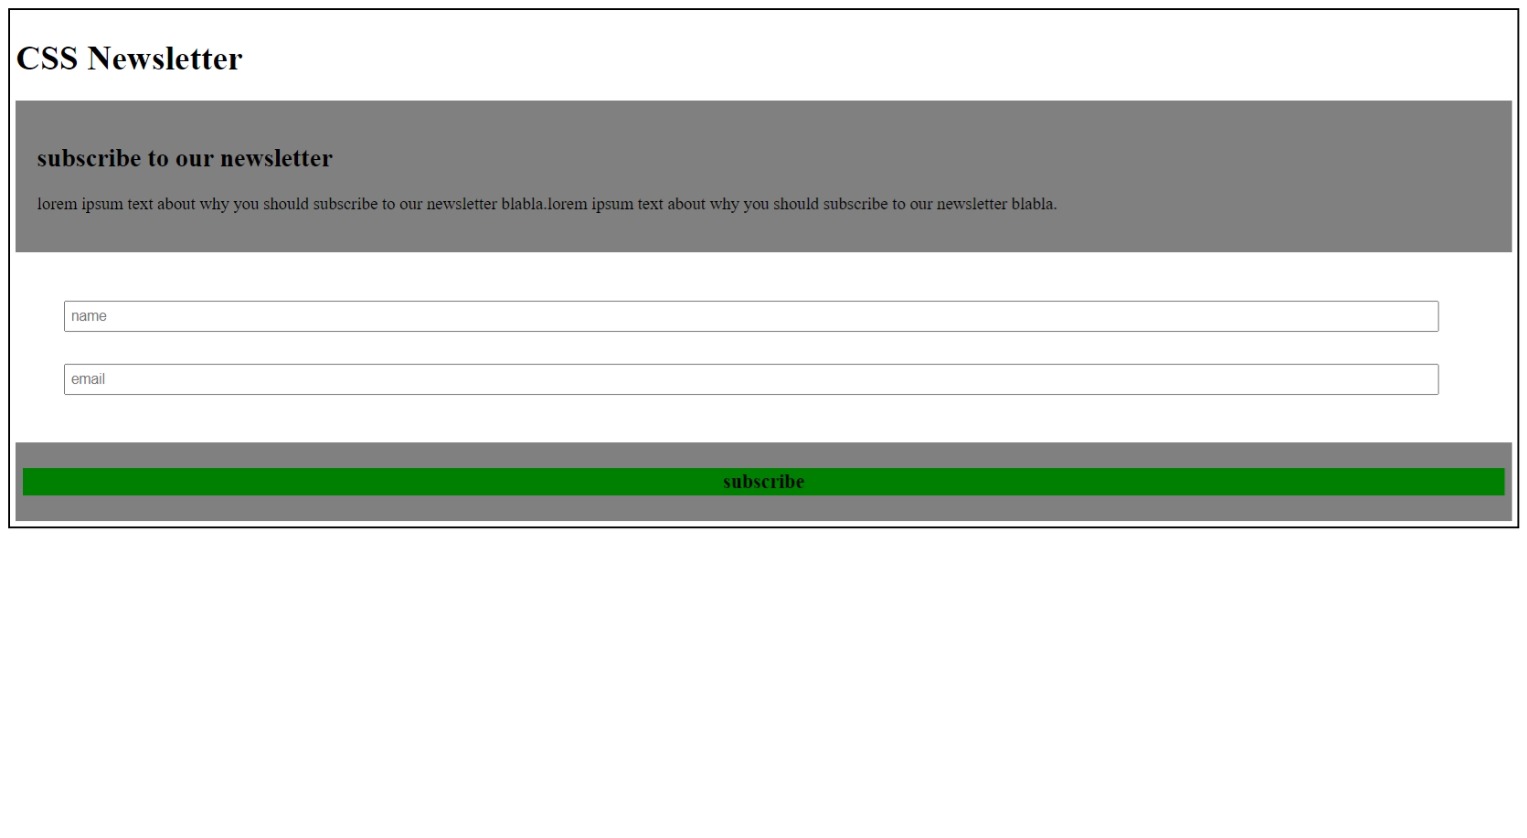 CSS Newsletter
subscribe to our newsletter
lorem ipsum text about why you should subscribe to our newsletter blabla.lorem ipsum text about why you should subscribe to our newsletter blabla.
name
email
subscribe